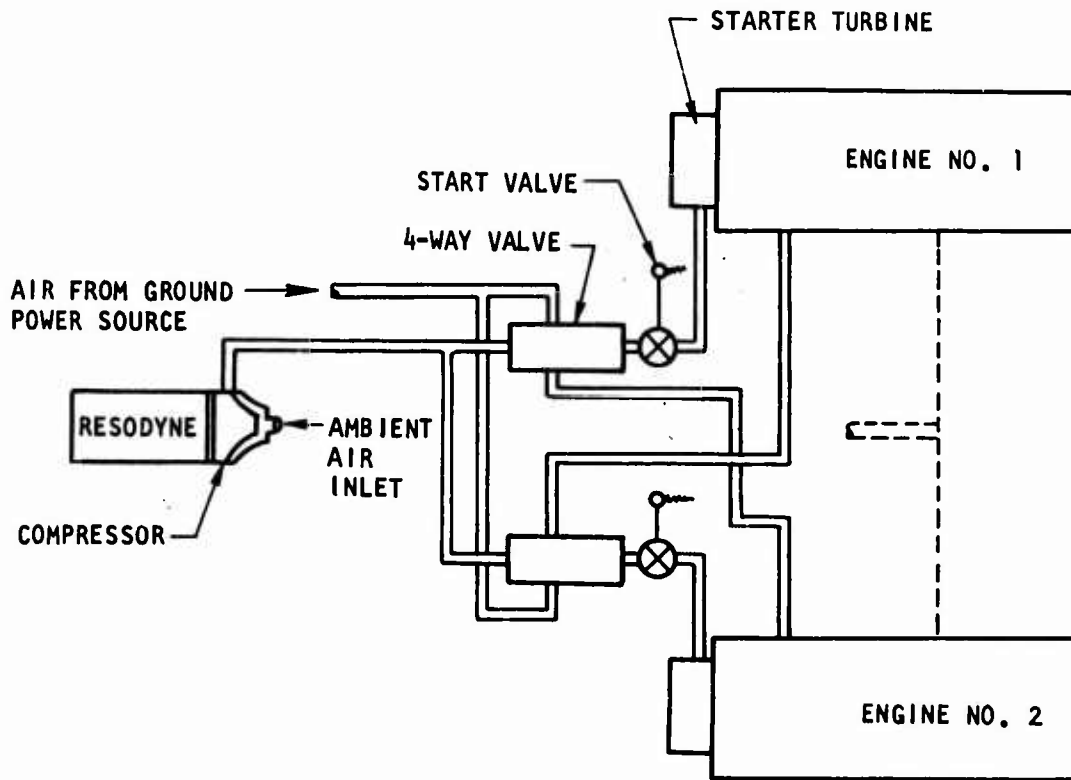 STARTER TURBINE
ENGINE NO. 1
START VALVE
4-WAY VALVE
AIR FROM GROUND
POWER SOURCE
RESODYNE
AMBIENT
AIR
INLET
COMPRESSOR
ENGINE NO. 2